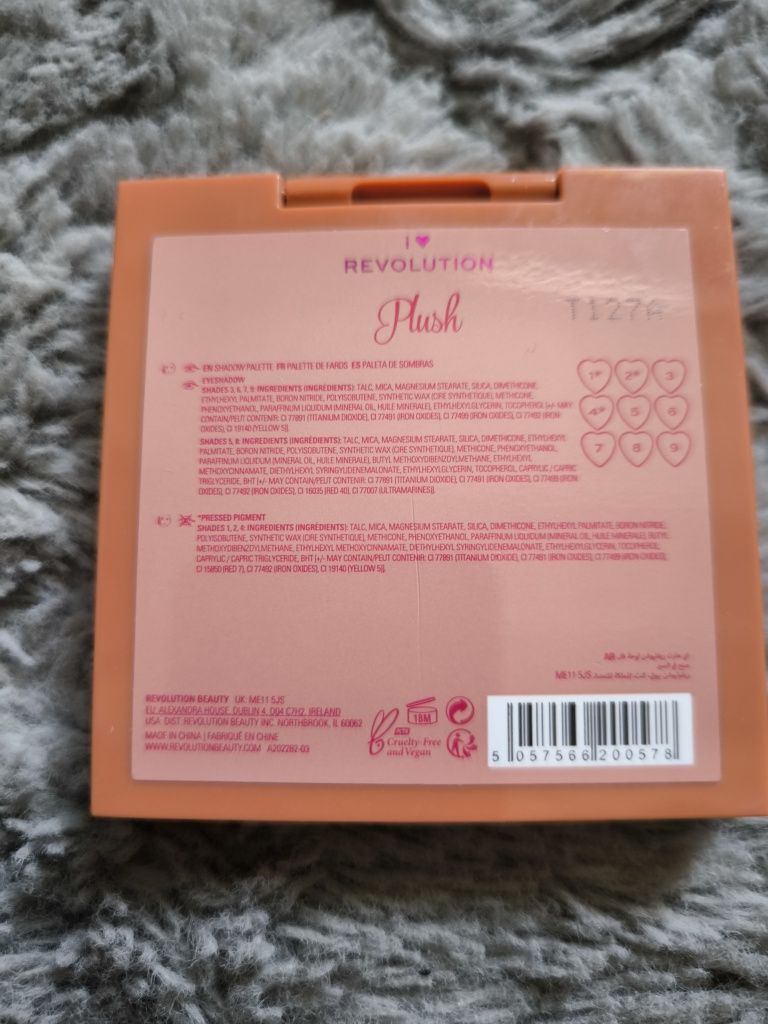 I ♥
REVOLUTION
Plush
T127A
EN SHADOW PALETTE FR PALETTE DE FARDS ES PALETA DE SOMBRAS
EYESHADOW
SHADES 3, 6, 7, 9: INGREDIENTS (INGRÉDIENTS): TALC, MICA, MAGNESIUM STEARATE, SILICA, DIMETHICONE,
ETHYLHEXYL PALMITATE, BORON NITRIDE, POLYISOBUTENE, SYNTHETIC WAX (CIRE SYNTHETIQUE), METHICONE,
PHENOXYETHANOL, PARAFFINUM LIQUIDUM (MINERAL OIL, HUILE MINERALE), ETHYLHEXYLGLYCERIN, TOCOPHEROL [+/- MAY
CONTAIN/PEUT CONTENIR: CI 77891 (TITANIUM DIOXIDE), CI 77491 (IRON OXIDES), CI 77499 (IRON OXIDES), CI 77492 (IRON
OXIDES), CI 19140 (YELLOW 5)].
SHADES 5, 8: INGREDIENTS (INGRÉDIENTS): TALC, MICA, MAGNESIUM STEARATE, SILICA, DIMETHICONE, ETHYLHEXYL
PALMITATE, BORON NITRIDE, POLYISOBUTENE, SYNTHETIC WAX (CIRE SYNTHETIQUE), METHICONE, PHENOXYETHANOL,
PARAFFINUM LIQUIDUM (MINERAL OIL, HUILE MINERALE), BUTYL METHOXYDIBENZOYLMETHANE, ETHYLHEXYL
METHOXYCINNAMATE, DIETHYLHEXYL SYRINGYLIDENEMALONATE, ETHYLHEXYLGLYCERIN, TOCOPHEROL, CAPRYLIC / CAPRIC
TRIGLYCERIDE, BHT [+/- MAY CONTAIN/PEUT CONTENIR: CI 77891 (TITANIUM DIOXIDE), CI 77491 (IRON OXIDES), CI 77499 (IRON
OXIDES), CI 77492 (IRON OXIDES), CI 16035 (RED 40), CI 77007 (ULTRAMARINES)].
1* 2* 3
4* 5 6
7 8 9
*PRESSED PIGMENT
SHADES 1, 2, 4: INGREDIENTS (INGRÉDIENTS): TALC, MICA, MAGNESIUM STEARATE, SILICA, DIMETHICONE, ETHYLHEXYL PALMITATE, BORON NITRIDE,
POLYISOBUTENE, SYNTHETIC WAX (CIRE SYNTHETIQUE), METHICONE, PHENOXYETHANOL, PARAFFINUM LIQUIDUM (MINERAL OIL, HUILE MINERALE), BUTYL
METHOXYDIBENZOYLMETHANE, ETHYLHEXYL METHOXYCINNAMATE, DIETHYLHEXYL SYRINGYLIDENEMALONATE, ETHYLHEXYLGLYCERIN, TOCOPHEROL,
CAPRYLIC / CAPRIC TRIGLYCERIDE, BHT [+/- MAY CONTAIN/PEUT CONTENIR: CI 77891 (TITANIUM DIOXIDE), CI 77491 (IRON OXIDES), CI 77499 (IRON OXIDES),
CI 15850 (RED 7), CI 77492 (IRON OXIDES), CI 19140 (YELLOW 5)].
AR
ME11 5JS
REVOLUTION BEAUTY UK: ME11 5JS
EU: ALEXANDRA HOUSE, DUBLIN 4, D04 C7H2, IRELAND
USA: DIST. REVOLUTION BEAUTY INC. NORTHBROOK, IL 60062
MADE IN CHINA | FABRIQUÉ EN CHINE
WWW.REVOLUTIONBEAUTY.COM A202282-03
18M
Cruelty-Free
and Vegan
5 057566 200578